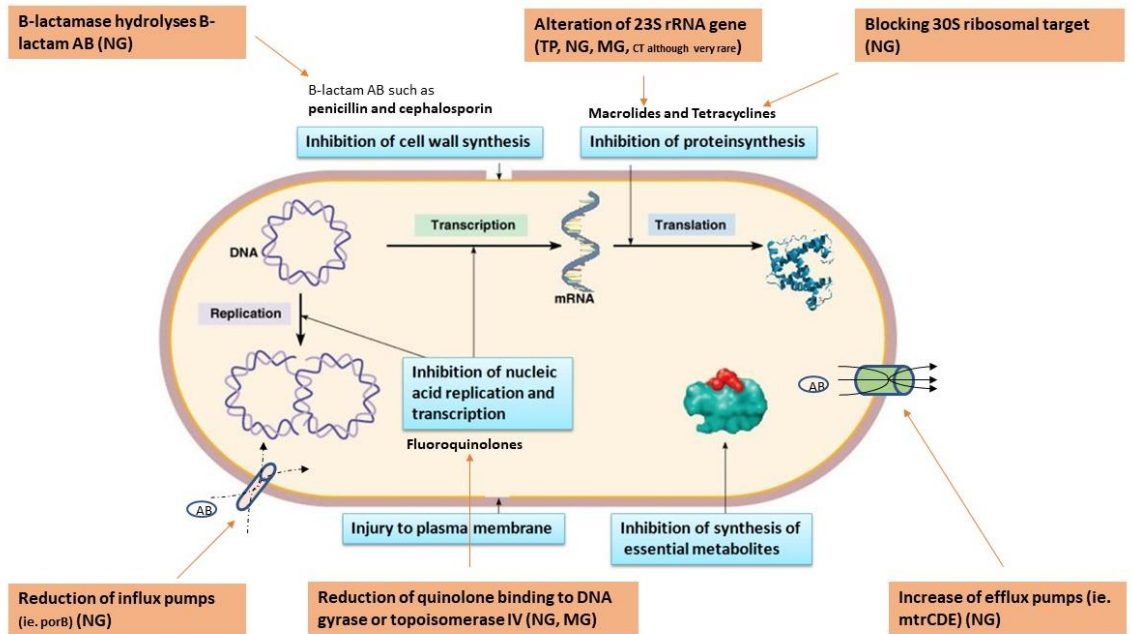 B-lactamase hydrolyses B-
lactam AB (NG)
Alteration of 23S rRNA gene
(TP, NG, MG, CT although very rare)
Blocking 30S ribosomal target
(NG)
B-lactam AB such as
penicillin and cephalosporin
Macrolides and Tetracyclines
Inhibition of cell wall synthesis
Inhibition of proteinsynthesis
Transcription
Translation
DNA
mRNA
Replication
Inhibition of nucleic
acid replication and
transcription
AB
Fluoroquinolones
AB
Injury to plasma membrane
Inhibition of synthesis of
essential metabolites
Reduction of influx pumps
(ie. porB) (NG)
Reduction of quinolone binding to DNA
gyrase or topoisomerase IV (NG, MG)
Increase of efflux pumps (ie.
mtrCDE) (NG)